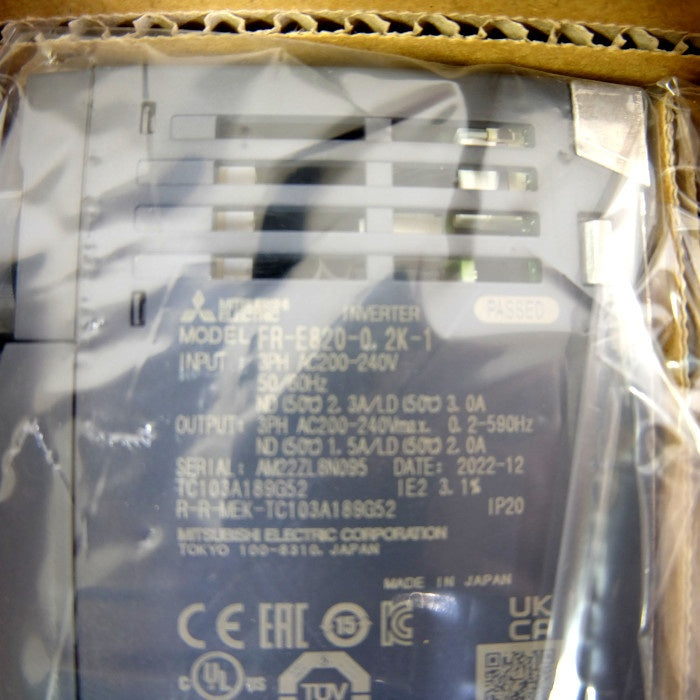 MITSUBISHI ELECTRIC INVERTER PASSED
MODEL FR-E820-0.2K-1
INPUT : 3PH AC200-240V
50/60Hz
ND (50℃) 2.3A/LD (50℃) 3.0A
OUTPUT: 3PH AC200-240Vmax. 0.2-590Hz
ND (50℃) 1.5A/LD (50℃) 2.0A
SERIAL: AM22ZL8N095 DATE: 2022-12
TC103A189G52 IE2 3.1%
R-R-MEK-TC103A189G52 IP20
MITSUBISHI ELECTRIC CORPORATION
TOKYO 100-8310, JAPAN
MADE IN JAPAN
CE EAC 15 KC UK CA
c UL us TÜV